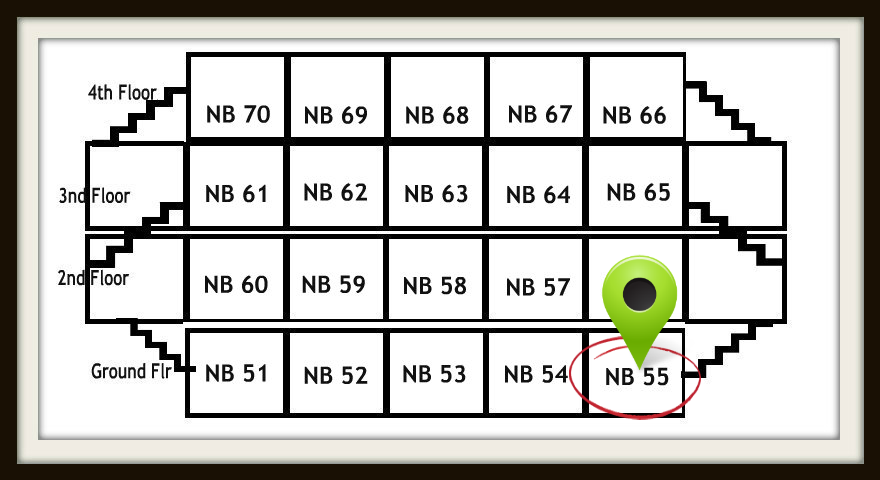 4th Floor
NB 70 NB 69 NB 68 NB 67 NB 66
3nd Floor
NB 61 NB 62 NB 63 NB 64 NB 65
2nd Floor
NB 60 NB 59 NB 58 NB 57
Ground Flr
NB 51 NB 52 NB 53 NB 54 NB 55